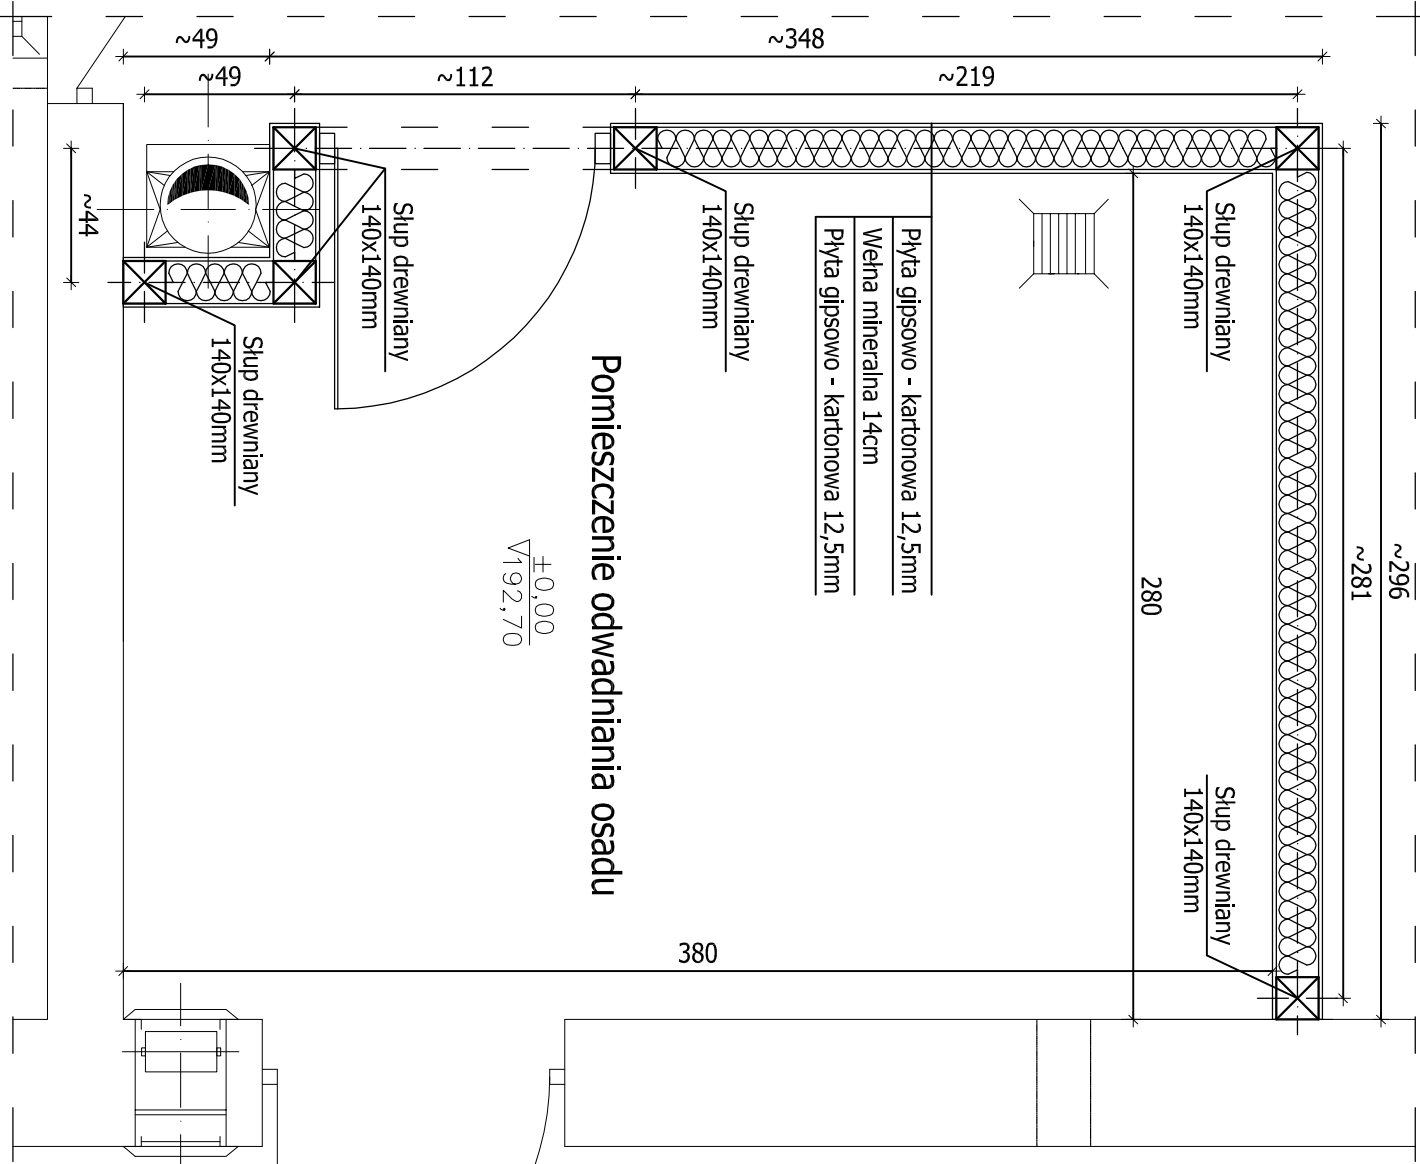 ~49
~348
~49
~112
~219
~44
Słup drewniany
140x140mm
Słup drewniany
140x140mm
Słup drewniany
140x140mm
Słup drewniany
140x140mm
Płyta gipsowo - kartonowa 12,5mm
Wełna mineralna 14cm
Płyta gipsowo - kartonowa 12,5mm
Pomieszczenie odwadniania osadu
±0,00
192,70
280
~281
~296
Słup drewniany
140x140mm
380